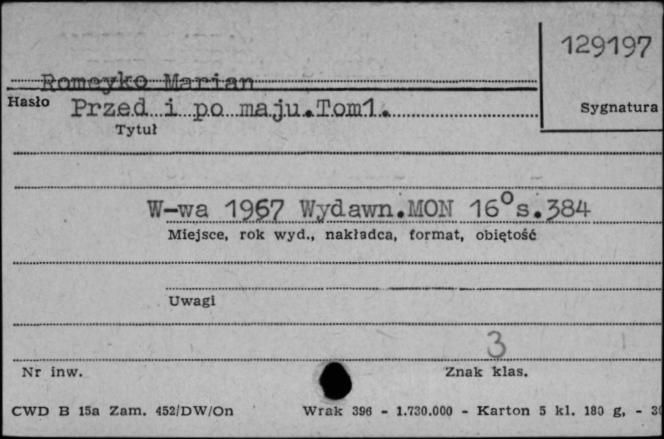 129197
Romeyko Marian
Hasło Przed i po maju.Tom1. Sygnatura
Tytuł
W-wa 1967 Wydawn.MON 16° s.384
Miejsce, rok wyd., nakładca, format, objętość
Uwagi
3
Nr inw. Znak klas.
CWD B 15a Zam. 452/DW/On Wrak 396 - 1.730.000 - Karton 5 kl. 180 g, -